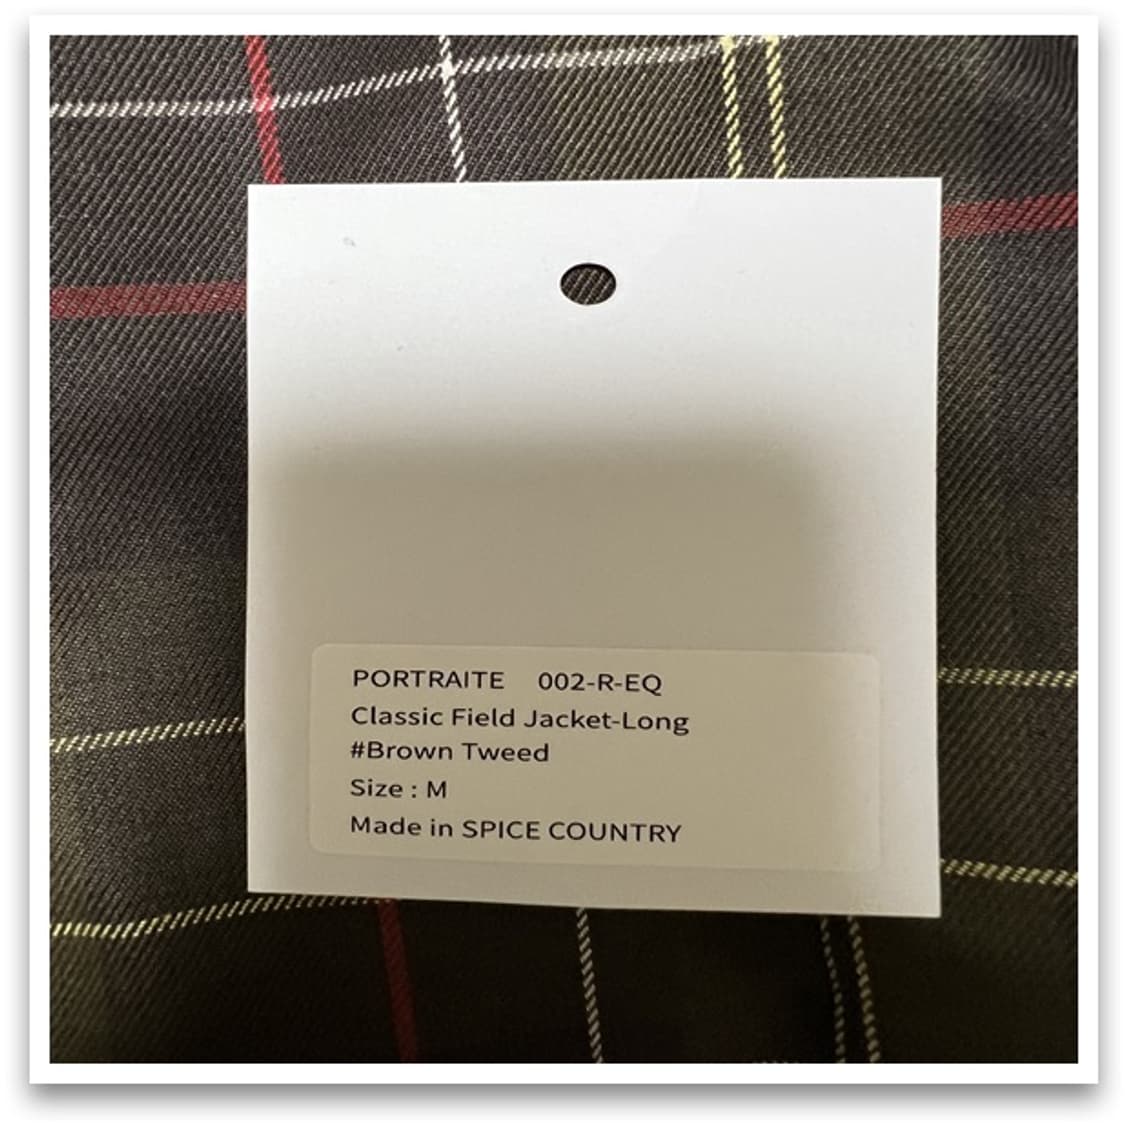 PORTRAITE 002-R-EQ
Classic Field Jacket-Long
#Brown Tweed
Size : M
Made in SPICE COUNTRY